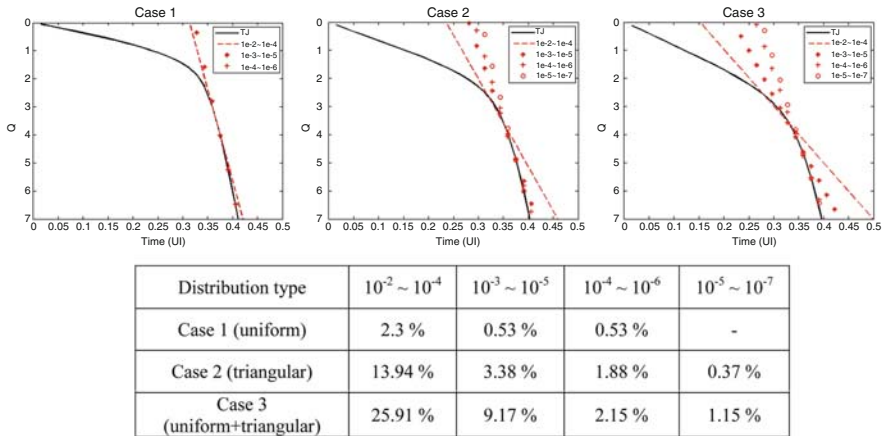 Case 1
0
1
2
3
4
5
6
7
Q
0 0.05 0.1 0.15 0.2 0.25 0.3 0.35 0.4 0.45 0.5
Time (UI)
TJ
1e-2~1e-4
1e-3~1e-5
1e-4~1e-6
Case 2
0
1
2
3
4
5
6
7
Q
0 0.05 0.1 0.15 0.2 0.25 0.3 0.35 0.4 0.45 0.5
Time (UI)
TJ
1e-2~1e-4
1e-3~1e-5
1e-4~1e-6
1e-5~1e-7
Case 3
0
1
2
3
4
5
6
7
Q
0 0.05 0.1 0.15 0.2 0.25 0.3 0.35 0.4 0.45 0.5
Time (UI)
TJ
1e-2~1e-4
1e-3~1e-5
1e-4~1e-6
1e-5~1e-7
Distribution type 10⁻² ~ 10⁻⁴ 10⁻³ ~ 10⁻⁵ 10⁻⁴ ~ 10⁻⁶ 10⁻⁵ ~ 10⁻⁷
Case 1 (uniform) 2.3 % 0.53 % 0.53 % -
Case 2 (triangular) 13.94 % 3.38 % 1.88 % 0.37 %
Case 3
(uniform+triangular) 25.91 % 9.17 % 2.15 % 1.15 %